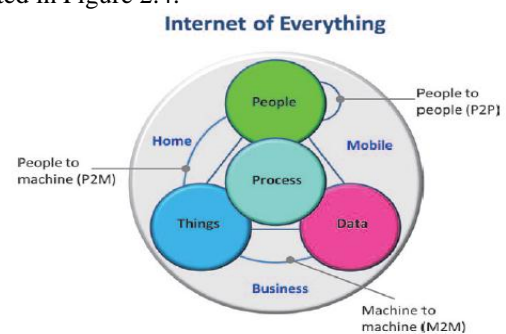 ted in Figure 2.4.
Internet of Everything
People
People to
people (P2P)
Home
Mobile
People to
machine (P2M)
Process
Things
Data
Business
Machine to
machine (M2M)